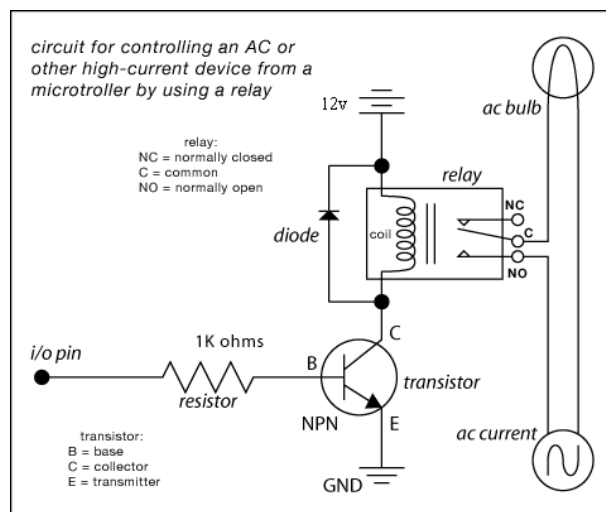 circuit for controlling an AC or
other high-current device from a
microtroller by using a relay
12v
ac bulb
relay:
NC = normally closed
C = common
NO = normally open
relay
NC
C
NO
diode
coil
i/o pin
1K ohms
resistor
B
C
transistor
NPN
E
transistor:
B = base
C = collector
E = transmitter
GND
ac current